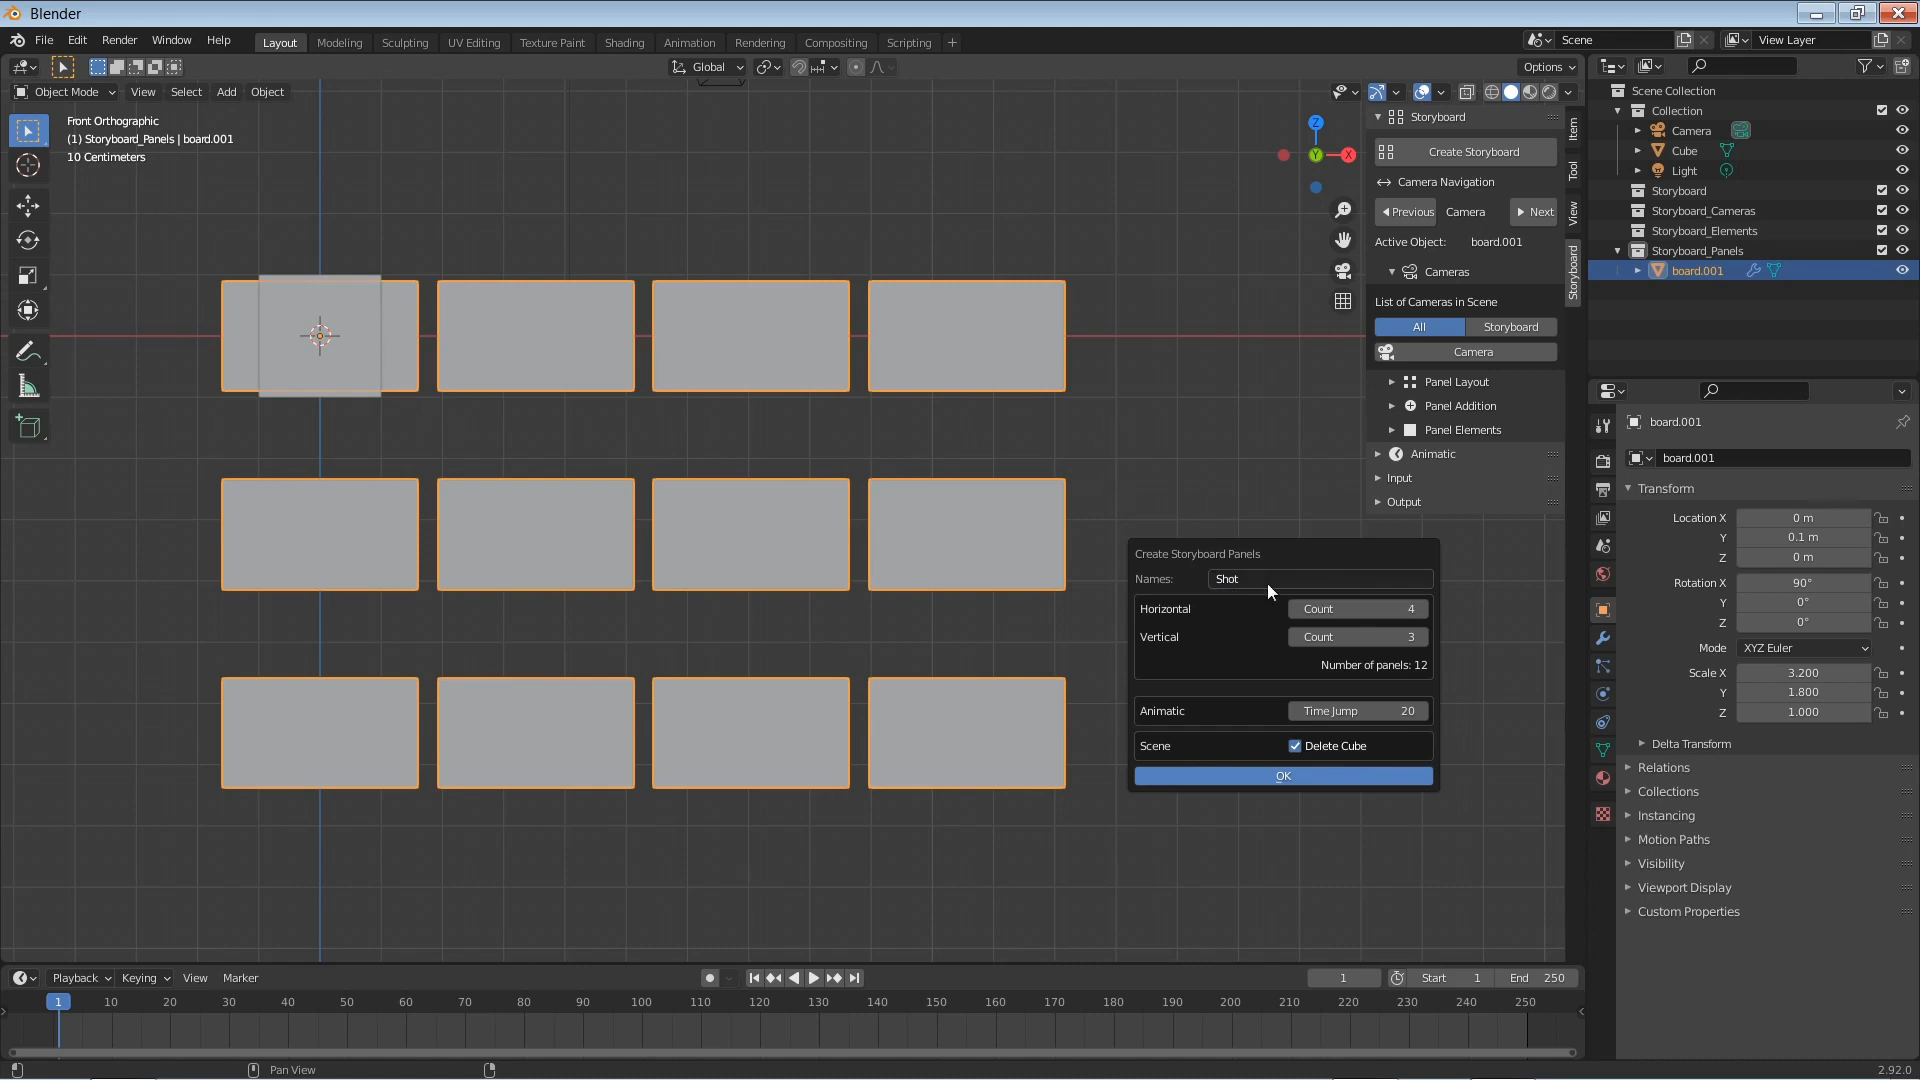 Blender
File Edit Render Window Help Layout Modeling Sculpting UV Editing Texture Paint Shading Animation Rendering Compositing Scripting + Scene View Layer
Global Options
Object Mode View Select Add Object
Front Orthographic
(1) Storyboard_Panels | board.001
10 Centimeters
Z
Y
X
Storyboard
Create Storyboard
Camera Navigation
Previous Camera Next
Active Object: board.001
Cameras
List of Cameras in Scene
All Storyboard
Camera
Panel Layout
Panel Addition
Panel Elements
Animatic
Input
Output
Item
Tool
View
Storyboard
Create Storyboard Panels
Names: Shot
Horizontal Count 4
Vertical Count 3
Number of panels: 12
Animatic Time Jump 20
Scene Delete Cube
OK
Scene Collection
Collection
Camera
Cube
Light
Storyboard
Storyboard_Cameras
Storyboard_Elements
Storyboard_Panels
board.001
board.001
board.001
Transform
Location X 0 m
Y 0.1 m
Z 0 m
Rotation X 90°
Y 0°
Z 0°
Mode XYZ Euler
Scale X 3.200
Y 1.800
Z 1.000
Delta Transform
Relations
Collections
Instancing
Motion Paths
Visibility
Viewport Display
Custom Properties
Playback Keying View Marker 1 Start 1 End 250
1 10 20 30 40 50 60 70 80 90 100 110 120 130 140 150 160 170 180 190 200 210 220 230 240 250
Pan View 2.92.0